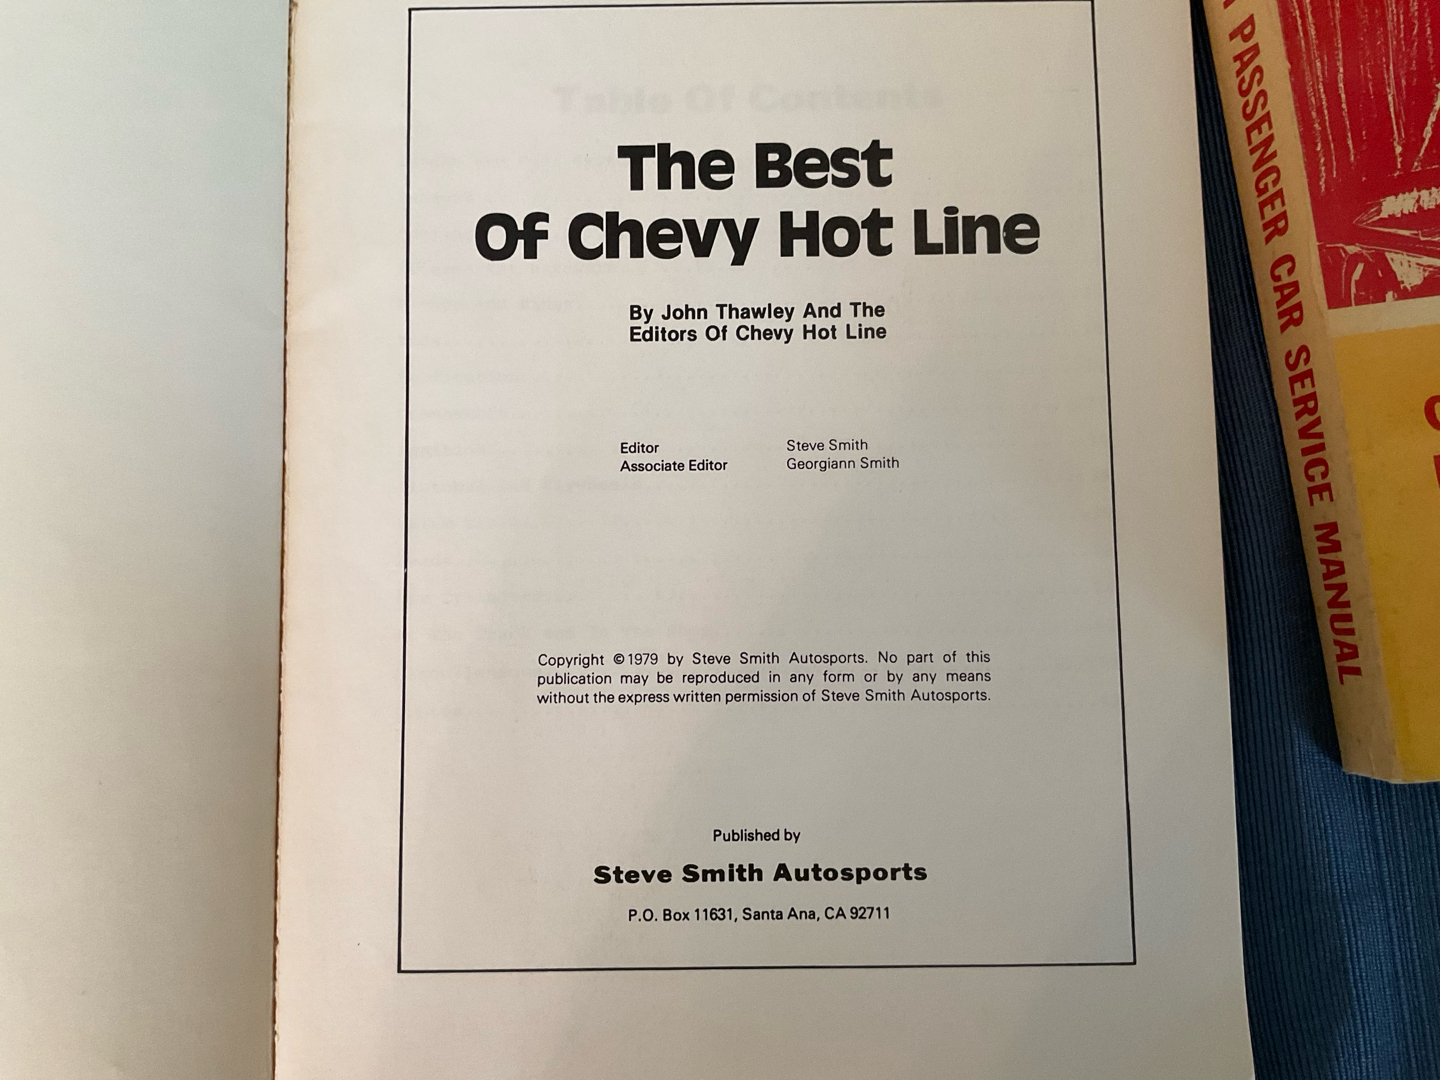 Table Of Contents
The Best
Of Chevy Hot Line
By John Thawley And The
Editors Of Chevy Hot Line
Editor Steve Smith
Associate Editor Georgiann Smith
Copyright ©1979 by Steve Smith Autosports. No part of this
publication may be reproduced in any form or by any means
without the express written permission of Steve Smith Autosports.
Published by
Steve Smith Autosports
P.O. Box 11631, Santa Ana, CA 92711
PASSENGER CAR SERVICE MANUAL